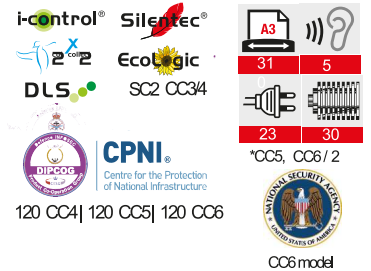 i-control®
Silentec®
EcoLogic
DLS
SC2 CC3/4
A3
31
5
23
30
*CC5, CC6 / 2
DIPCOG
CPNI®
Centre for the Protection
of National Infrastructure
120 CC4| 120 CC5| 120 CC6
NATIONAL SECURITY AGENCY
UNITED STATES OF AMERICA
CC6 model